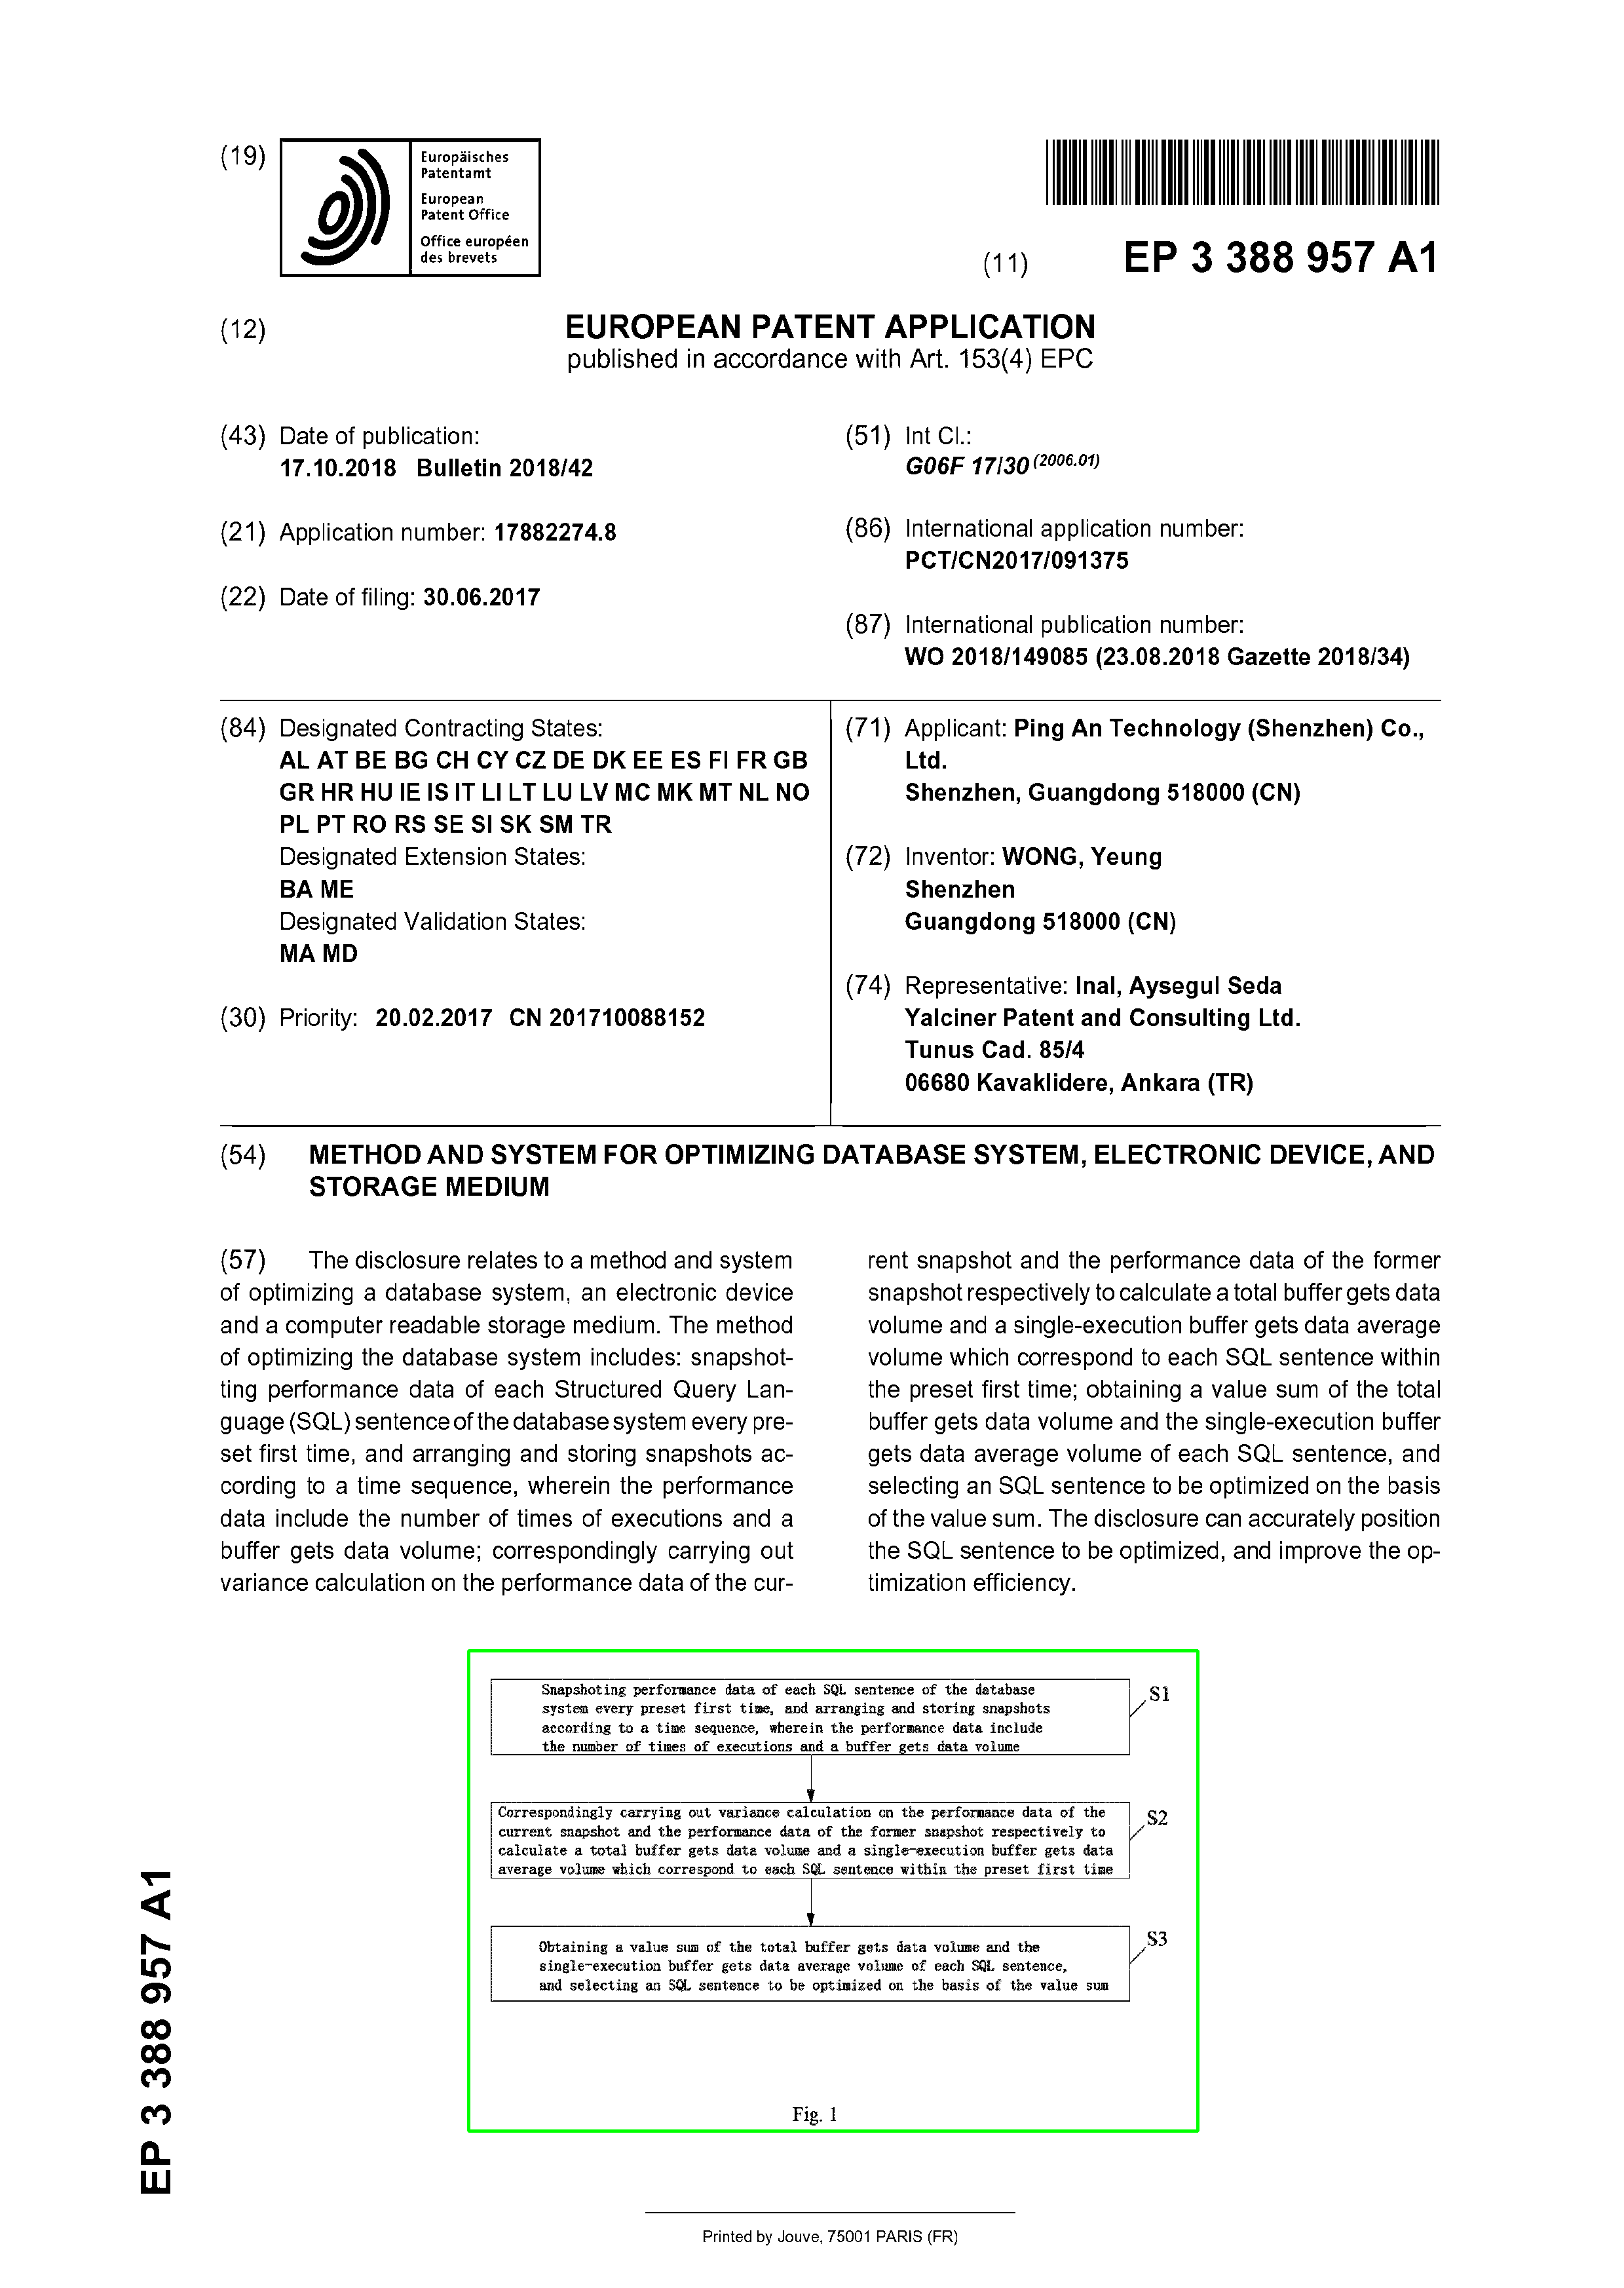 (19)
Europäisches
Patentamt
European
Patent Office
Office européen
des brevets
(11) EP 3 388 957 A1
(12) EUROPEAN PATENT APPLICATION
published in accordance with Art. 153(4) EPC
(43) Date of publication:
17.10.2018 Bulletin 2018/42
(21) Application number: 17882274.8
(22) Date of filing: 30.06.2017
(51) Int Cl.:
G06F 17/30 (2006.01)
(86) International application number:
PCT/CN2017/091375
(87) International publication number:
WO 2018/149085 (23.08.2018 Gazette 2018/34)
(84) Designated Contracting States:
AL AT BE BG CH CY CZ DE DK EE ES FI FR GB
GR HR HU IE IS IT LI LT LU LV MC MK MT NL NO
PL PT RO RS SE SI SK SM TR
Designated Extension States:
BA ME
Designated Validation States:
MA MD
(30) Priority: 20.02.2017 CN 201710088152
(71) Applicant: Ping An Technology (Shenzhen) Co.,
Ltd.
Shenzhen, Guangdong 518000 (CN)
(72) Inventor: WONG, Yeung
Shenzhen
Guangdong 518000 (CN)
(74) Representative: Inal, Aysegul Seda
Yalciner Patent and Consulting Ltd.
Tunus Cad. 85/4
06680 Kavaklidere, Ankara (TR)
(54) METHOD AND SYSTEM FOR OPTIMIZING DATABASE SYSTEM, ELECTRONIC DEVICE, AND
STORAGE MEDIUM
(57) The disclosure relates to a method and system
of optimizing a database system, an electronic device
and a computer readable storage medium. The method
of optimizing the database system includes: snapshot-
ting performance data of each Structured Query Lan-
guage (SQL) sentence of the database system every pre-
set first time, and arranging and storing snapshots ac-
cording to a time sequence, wherein the performance
data include the number of times of executions and a
buffer gets data volume; correspondingly carrying out
variance calculation on the performance data of the cur-
rent snapshot and the performance data of the former
snapshot respectively to calculate a total buffer gets data
volume and a single-execution buffer gets data average
volume which correspond to each SQL sentence within
the preset first time; obtaining a value sum of the total
buffer gets data volume and the single-execution buffer
gets data average volume of each SQL sentence, and
selecting an SQL sentence to be optimized on the basis
of the value sum. The disclosure can accurately position
the SQL sentence to be optimized, and improve the op-
timization efficiency.
Snapshoting performance data of each SQL sentence of the database
system every preset first time, and arranging and storing snapshots
according to a time sequence, wherein the performance data include
the number of times of executions and a buffer gets data volume
S1
Correspondingly carrying out variance calculation on the performance data of the
current snapshot and the performance data of the former snapshot respectively to
calculate a total buffer gets data volume and a single-execution buffer gets data
average volume which correspond to each SQL sentence within the preset first time
S2
Obtaining a value sum of the total buffer gets data volume and the
single-execution buffer gets data average volume of each SQL sentence,
and selecting an SQL sentence to be optimized on the basis of the value sum
S3
Fig. 1
EP 3 388 957 A1
Printed by Jouve, 75001 PARIS (FR)